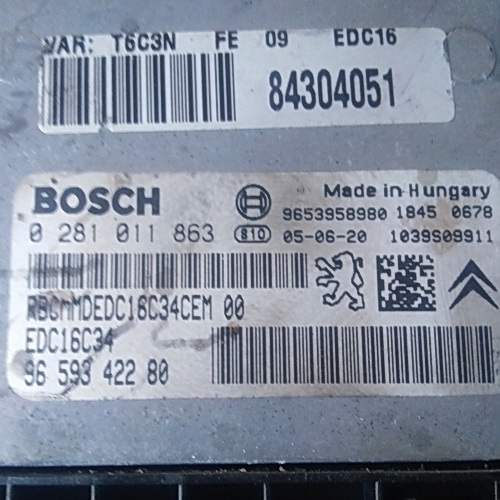 VAR: T6C3N FE 09 EDC16
84304051
BOSCH
Made in Hungary
9653958980 1845 0678
0 281 011 863 S10 05-06-20 1039S09911
RBCMMDEDC16C34CEM 00
EDC16C34
96 593 422 80